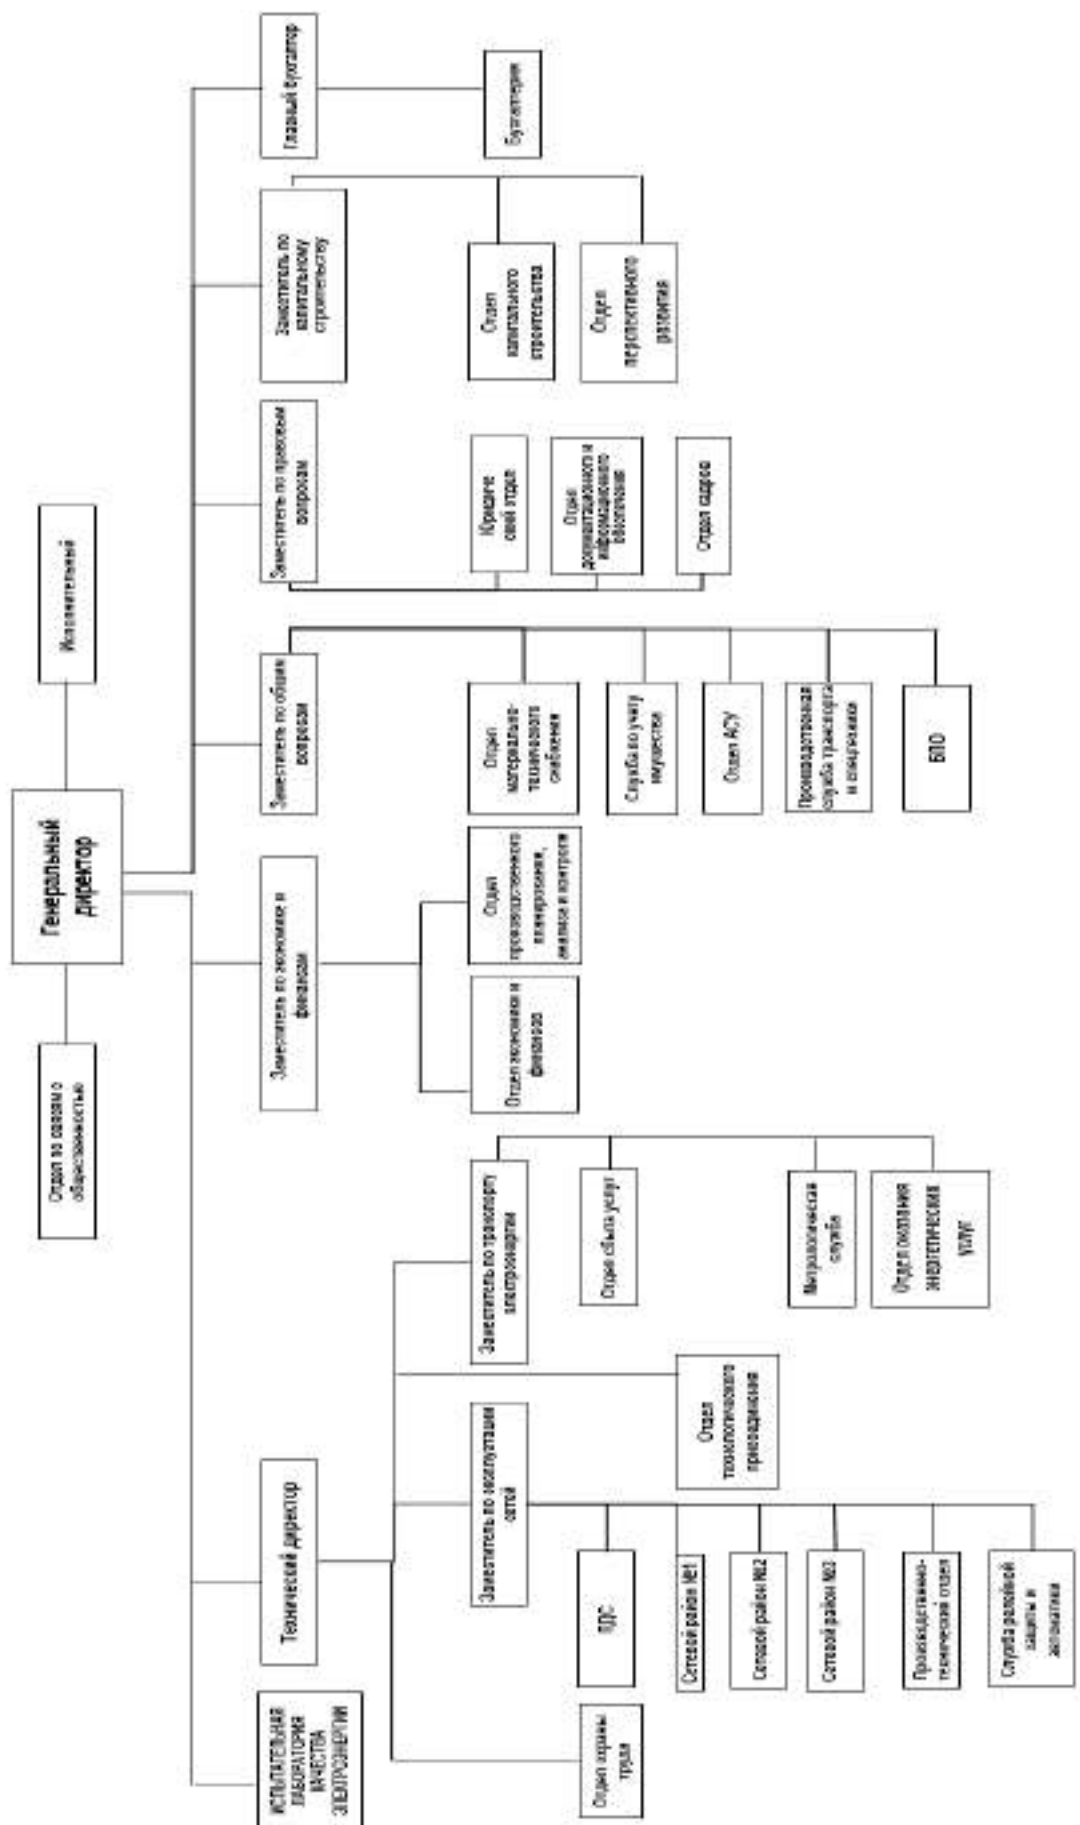 Отдел по связям с
общественностью
Генеральный
директор
Исполнительный
ИСПЫТАТЕЛЬНАЯ
ЛАБОРАТОРИЯ
КАЧЕСТВА
ЭЛЕКТРОЭНЕРГИИ
Технический директор
Заместитель по экономике и
финансам
Заместитель по общим
вопросам
Заместитель по правовым
вопросам
Заместитель по
капитальному
строительству
Главный бухгалтер
Отдел охраны
труда
Заместитель по эксплуатации
сетей
ПДС
Сетевой район №1
Сетевой район №2
Сетевой район №3
Производственно-
технический отдел
Служба релейной
защиты и
автоматики
Отдел
технологического
присоединения
Заместитель по транспорту
электроэнергии
Отдел сбыта услуг
Метрологическая
служба
Отдел оказания
энергетических
услуг
Отдел экономики и
финансов
Отдел
производственного
планирования,
анализа и контроля
Отдел
материально-
технического
снабжения
Служба по учету
имущества
Отдел АСУ
Производственная
служба транспорта
и спецтехники
БПО
Юридиче
ский отдел
Отдел
документационного и
информационного
обеспечения
Отдел кадров
Отдел
капитального
строительства
Отдел
перспективного
развития
Бухгалтерия